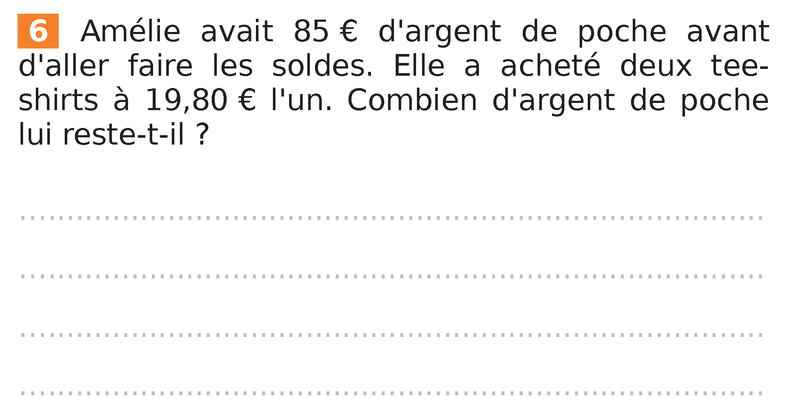 6 Amélie avait 85 € d'argent de poche avant
d'aller faire les soldes. Elle a acheté deux tee-
shirts à 19,80 € l'un. Combien d'argent de poche
lui reste-t-il ?